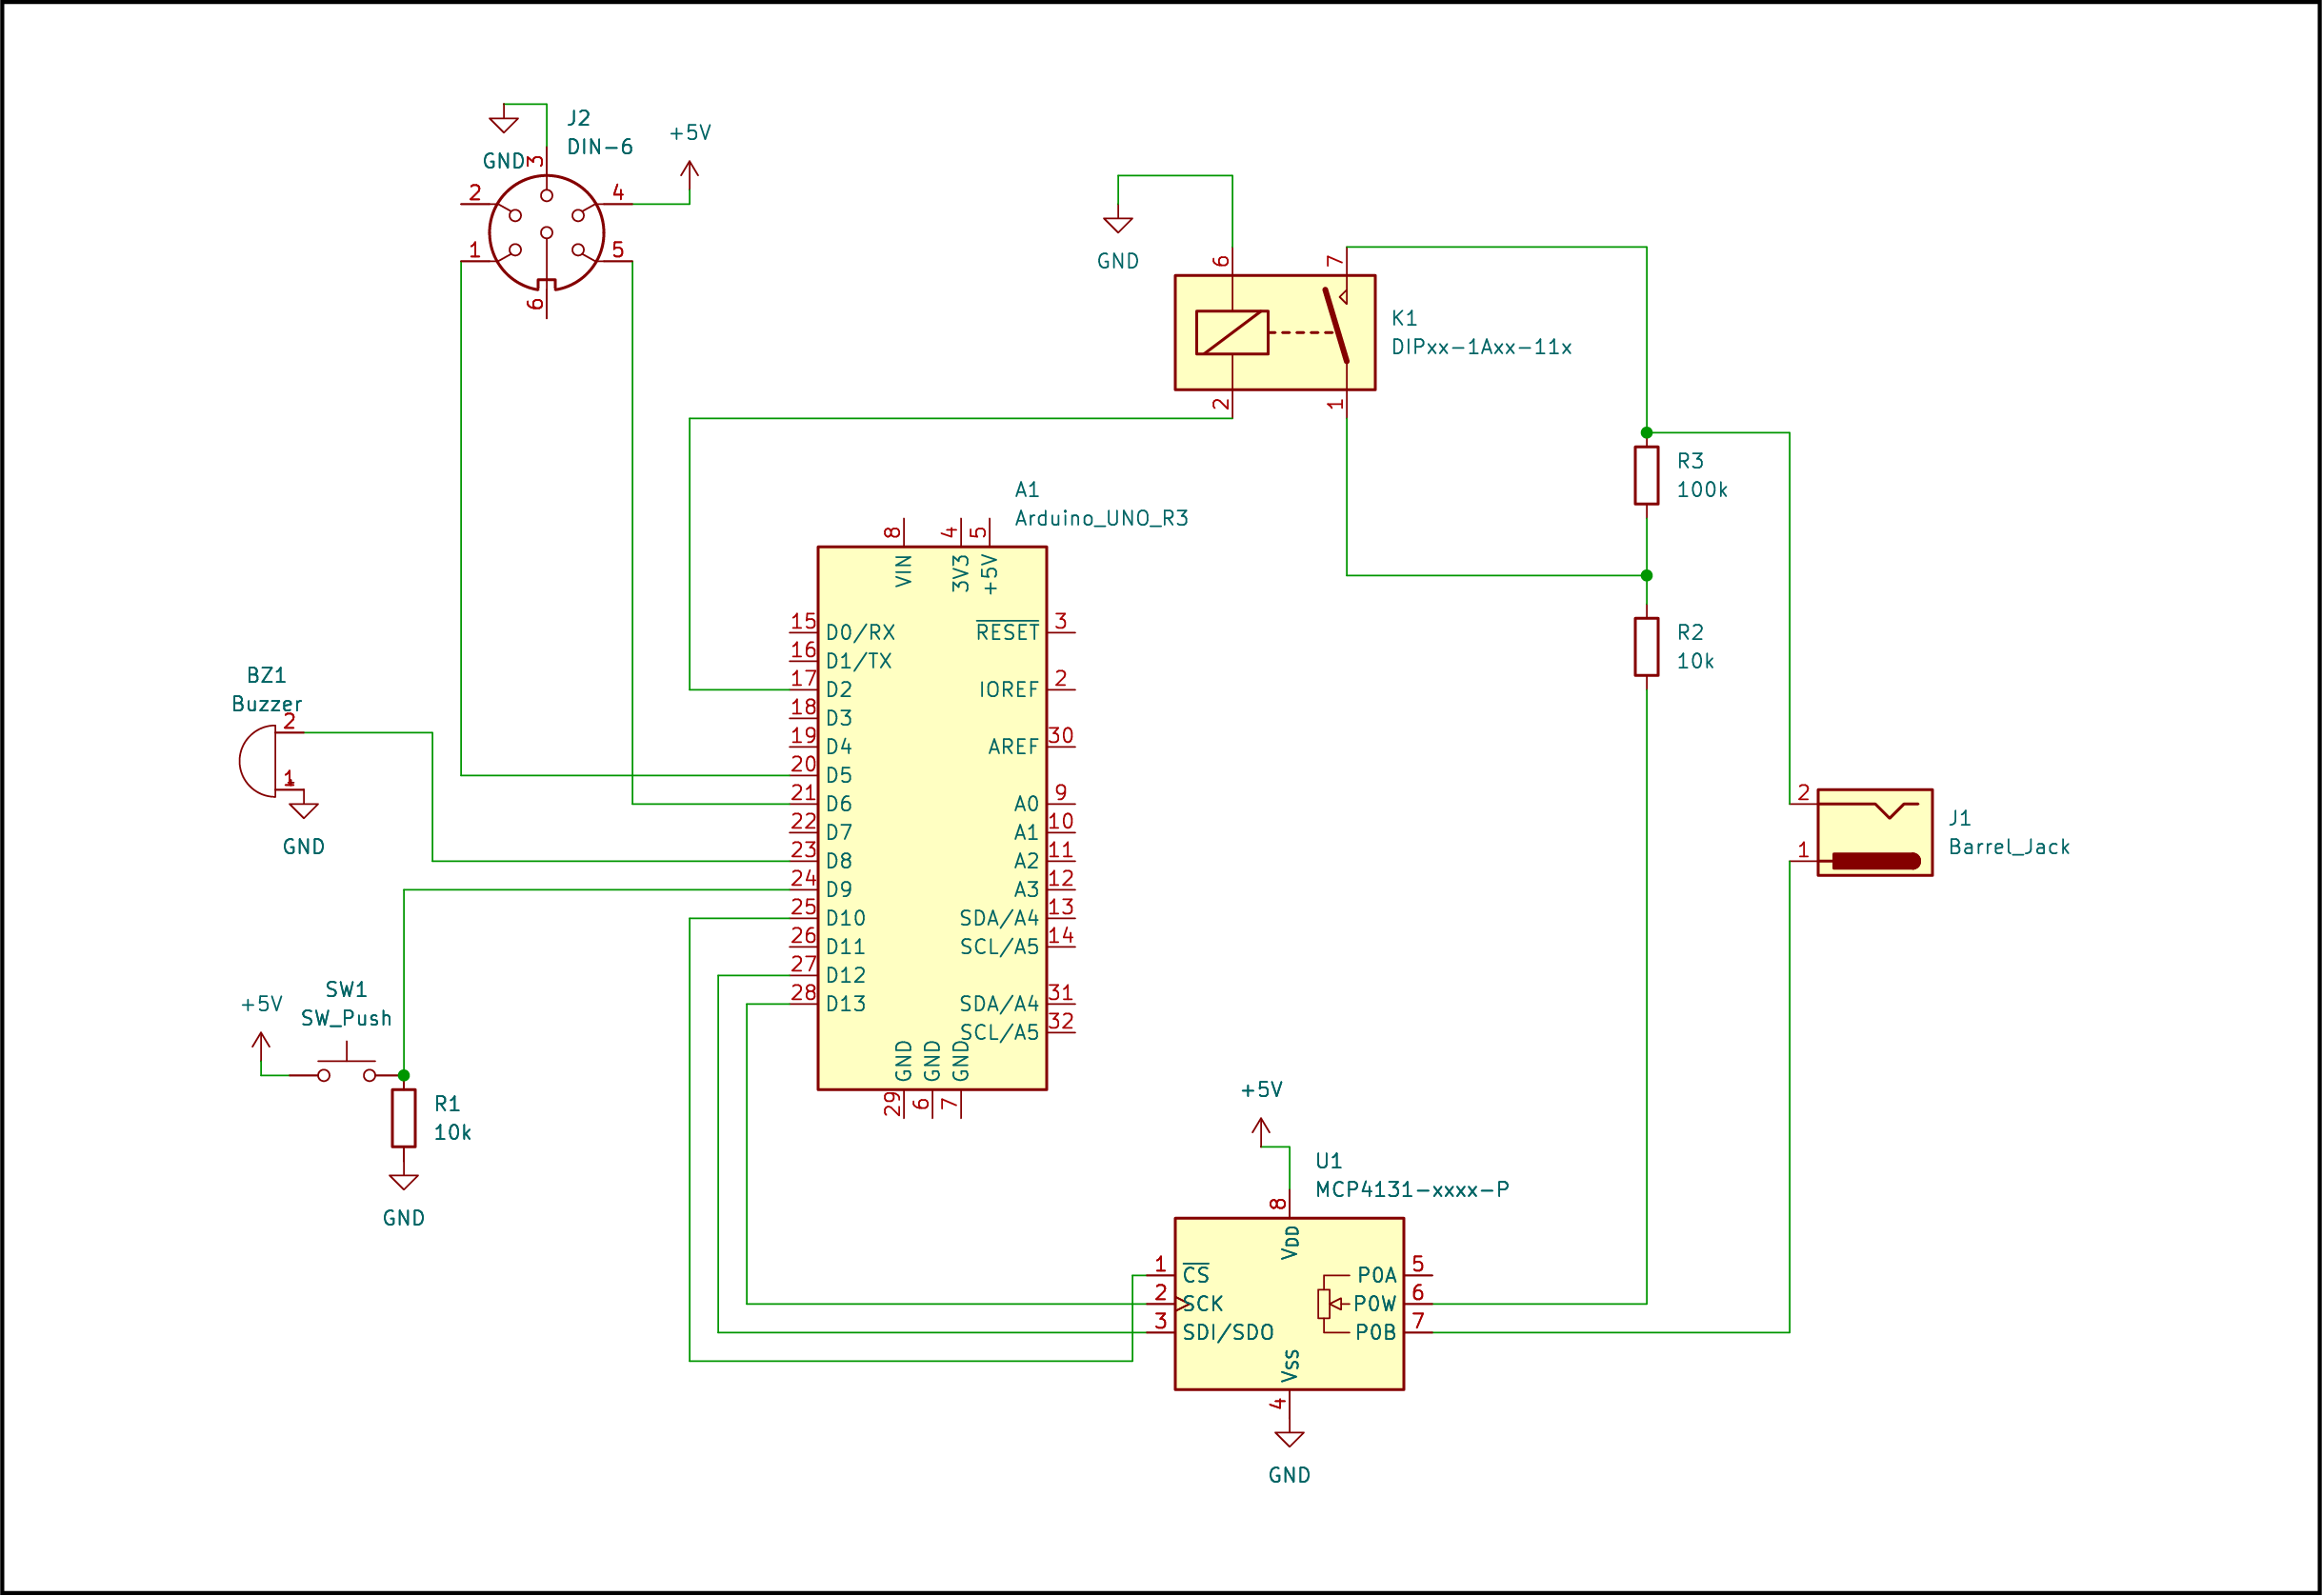 J2
DIN-6
+5V
GND
3
2
4
1
5
6
GND
6
7
K1
DIPxx-1Axx-11x
2
1
R3
100k
A1
Arduino_UNO_R3
8
4
5
VIN
3V3
+5V
15 D0/RX
RESET 3
16 D1/TX
17 D2
IOREF 2
18 D3
19 D4
AREF 30
20 D5
21 D6
A0 9
22 D7
A1 10
23 D8
A2 11
24 D9
A3 12
25 D10
SDA/A4 13
26 D11
SCL/A5 14
27 D12
28 D13
SDA/A4 31
SCL/A5 32
GND
GND
GND
29
6
7
R2
10k
BZ1
Buzzer
2
1
GND
2
J1
Barrel_Jack
1
+5V
SW1
SW_Push
R1
10k
GND
+5V
U1
MCP4131-xxxx-P
8
VDD
1 CS
P0A 5
2 SCK
P0W 6
3 SDI/SDO
P0B 7
VSS
4
GND